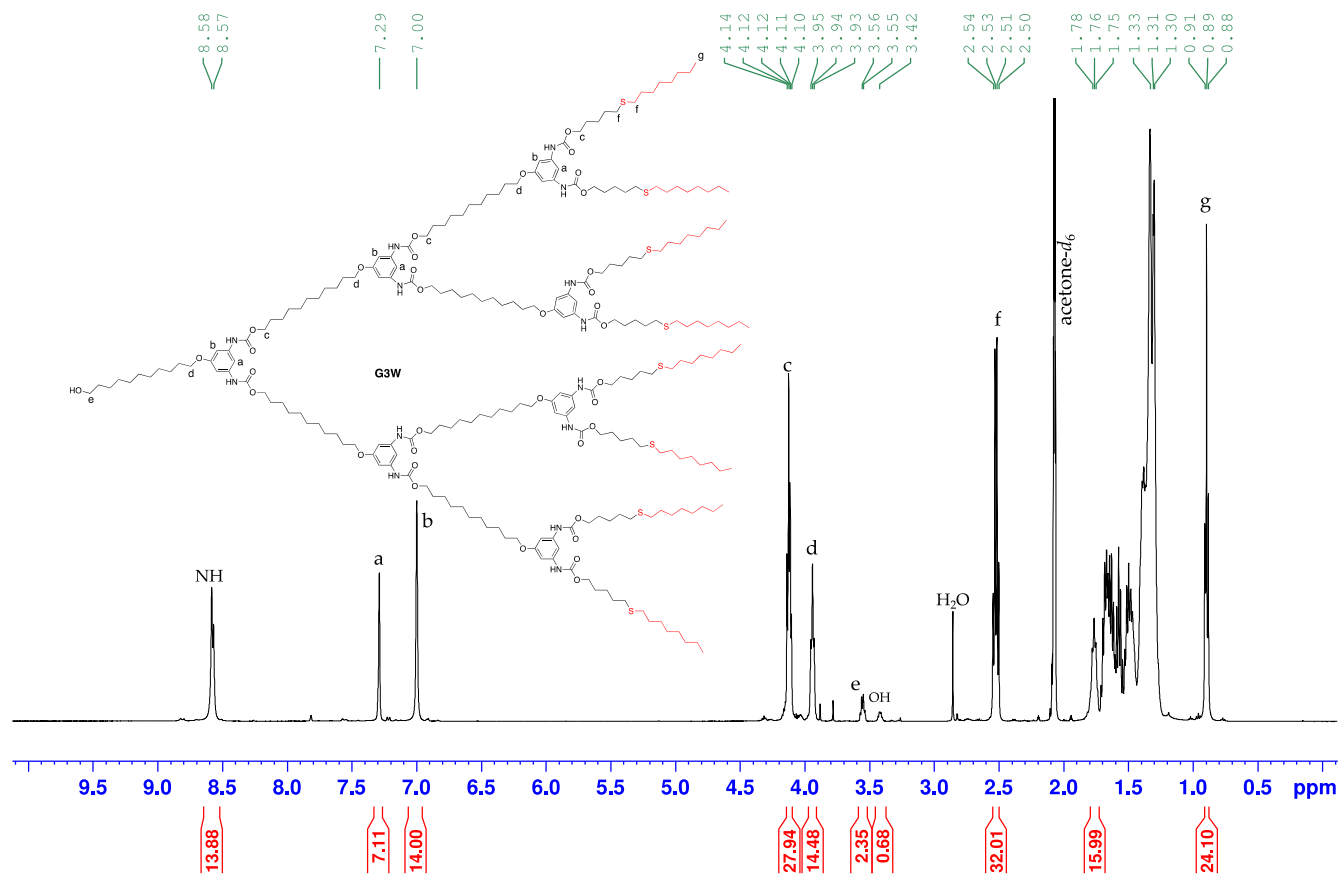 8.58
8.57
7.29
7.00
4.14
4.12
4.12
4.11
4.10
3.95
3.94
3.93
3.56
3.55
3.42
2.54
2.53
2.51
2.50
1.78
1.76
1.75
1.33
1.31
1.30
0.91
0.89
0.88
g
S
f
f
O
c
O
NH
O
b
a
O
d
NH
O
O
S
O
c
NH
O
b
a
O
d
NH
O
O
S
O
NH
O
O
NH
O
O
S
O
c
NH
O
b
a
O
d
NH
O
O
HO
e
G3W
S
O
NH
O
O
NH
O
O
S
O
NH
O
O
NH
O
O
S
O
NH
O
O
NH
O
O
S
NH
a
b
c
d
e
OH
H₂O
f
acetone-d₆
g
9.5 9.0 8.5 8.0 7.5 7.0 6.5 6.0 5.5 5.0 4.5 4.0 3.5 3.0 2.5 2.0 1.5 1.0 0.5 ppm
13.88
7.11
14.00
27.94
14.48
2.35
0.68
32.01
15.99
24.10